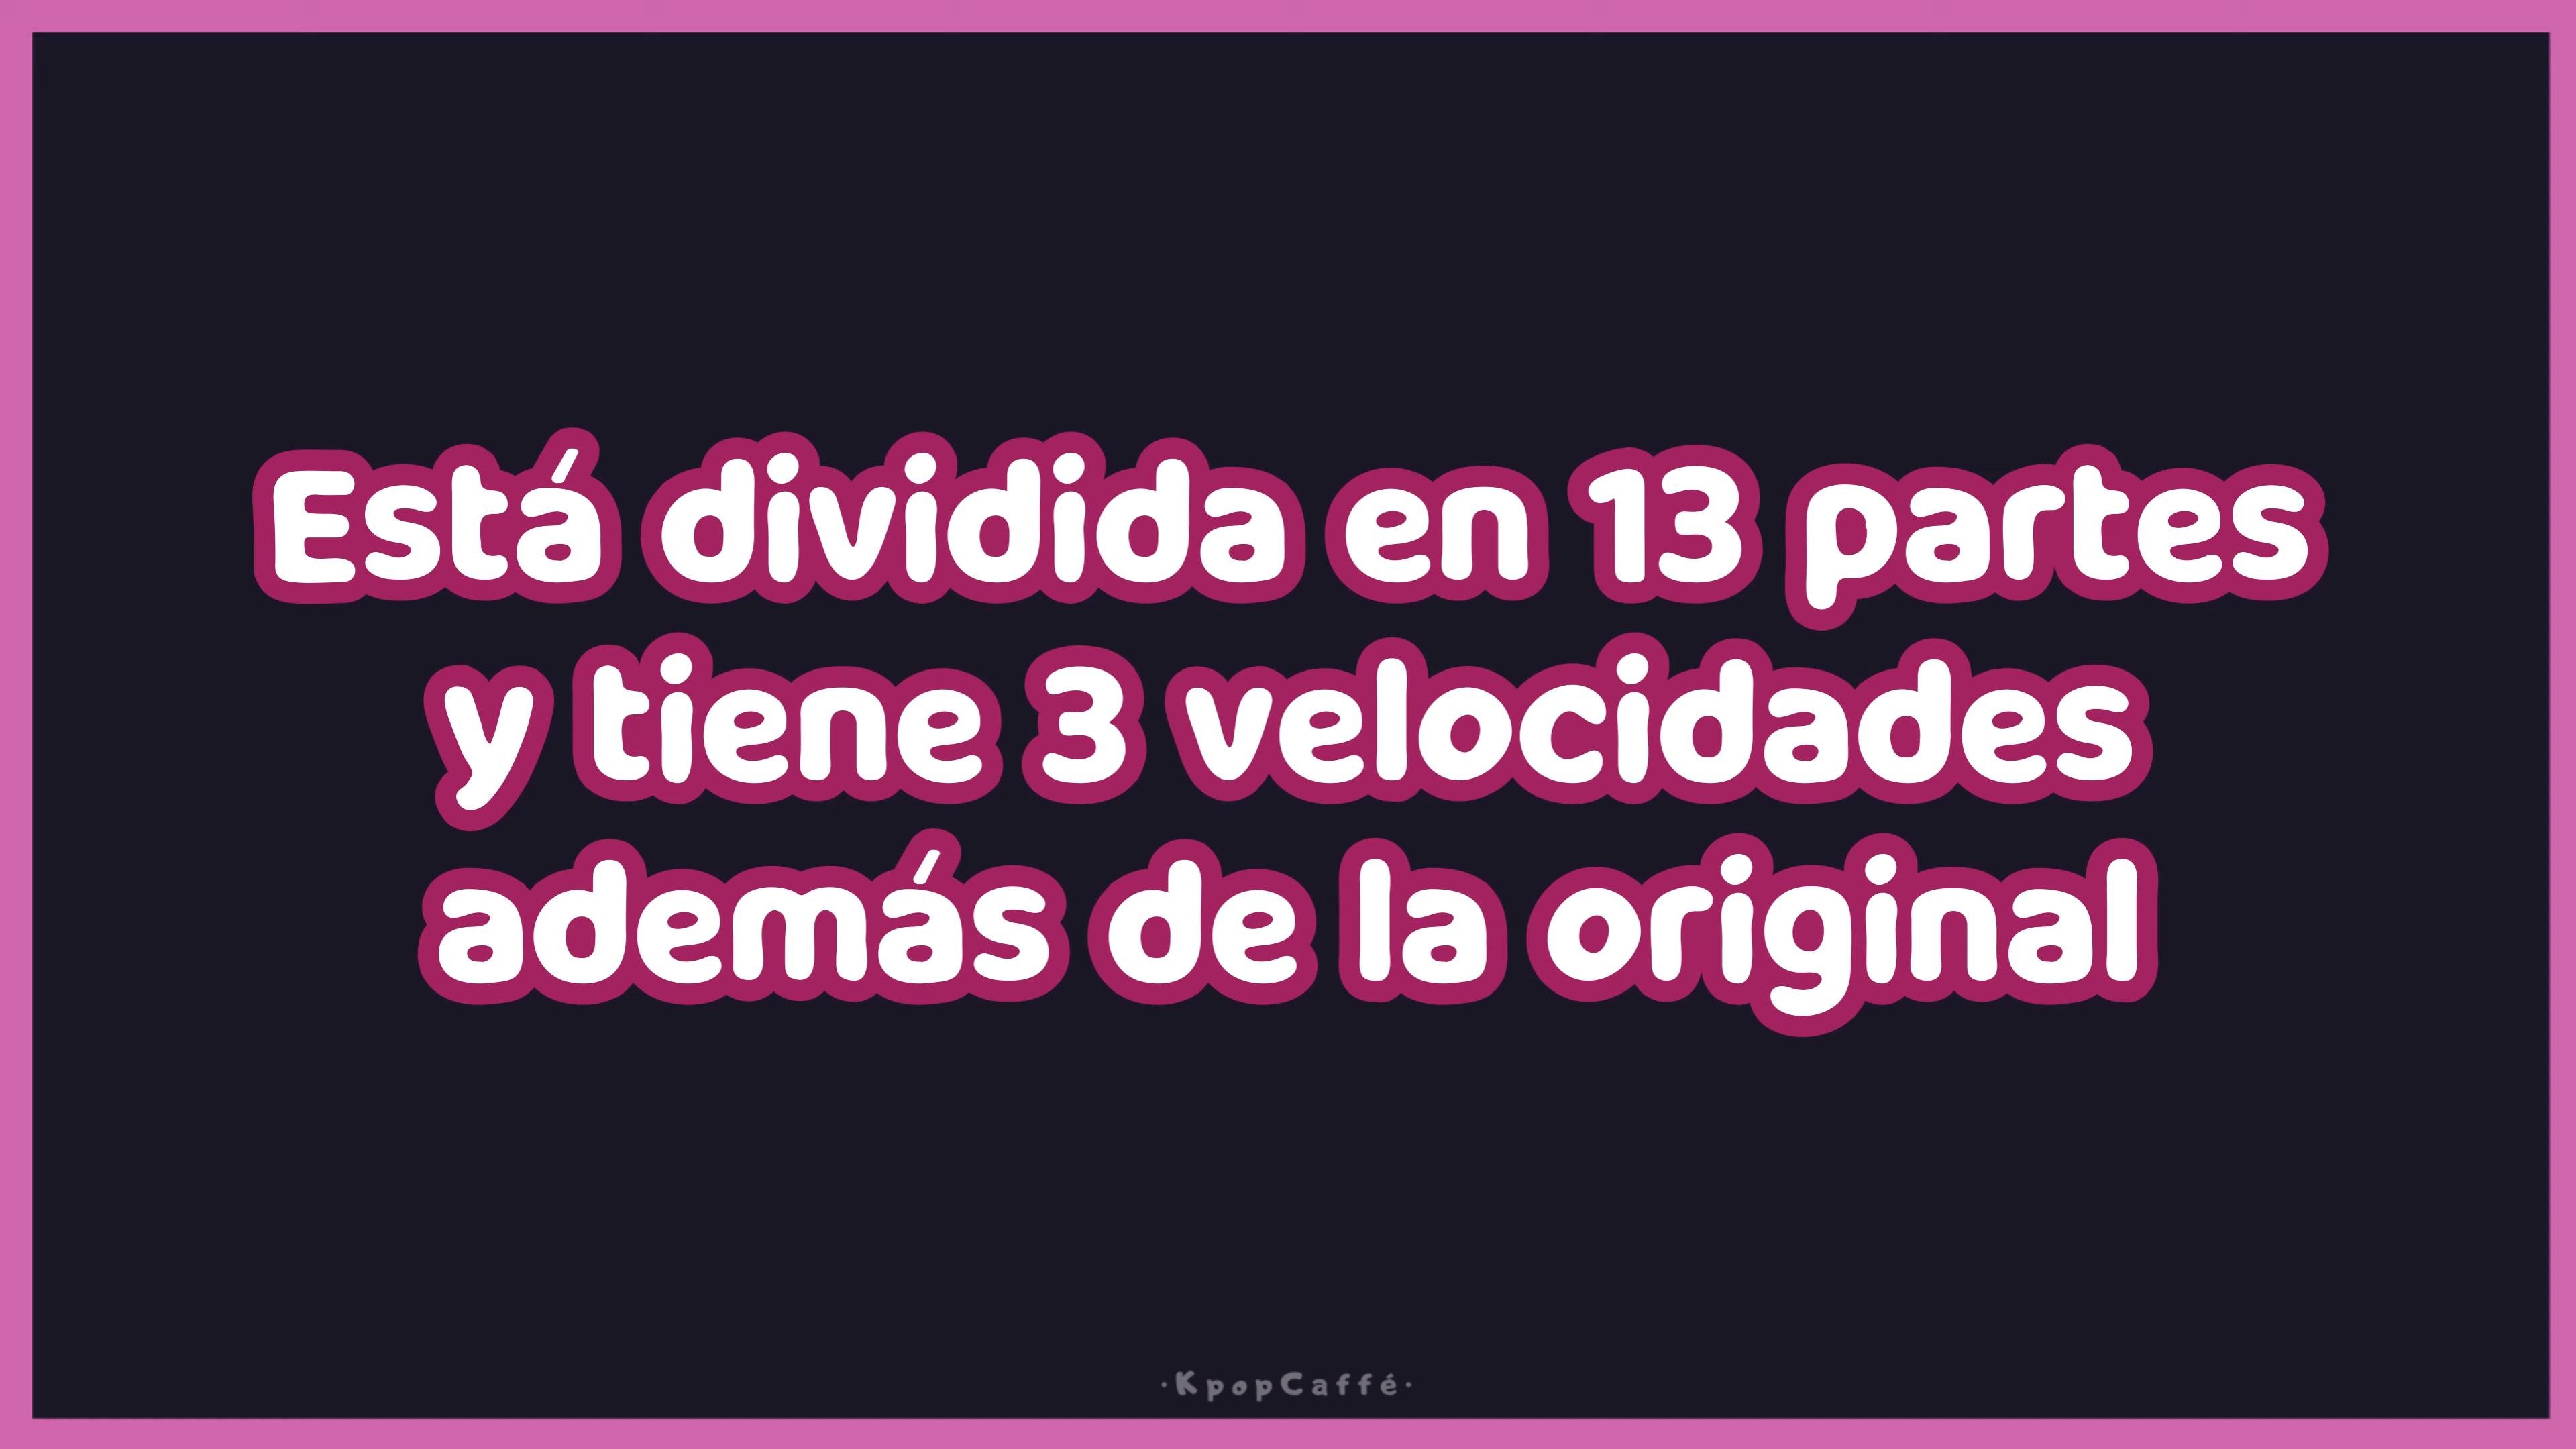 Está dividida en 13 partes
y tiene 3 velocidades
además de la original
·KpopCaffé·